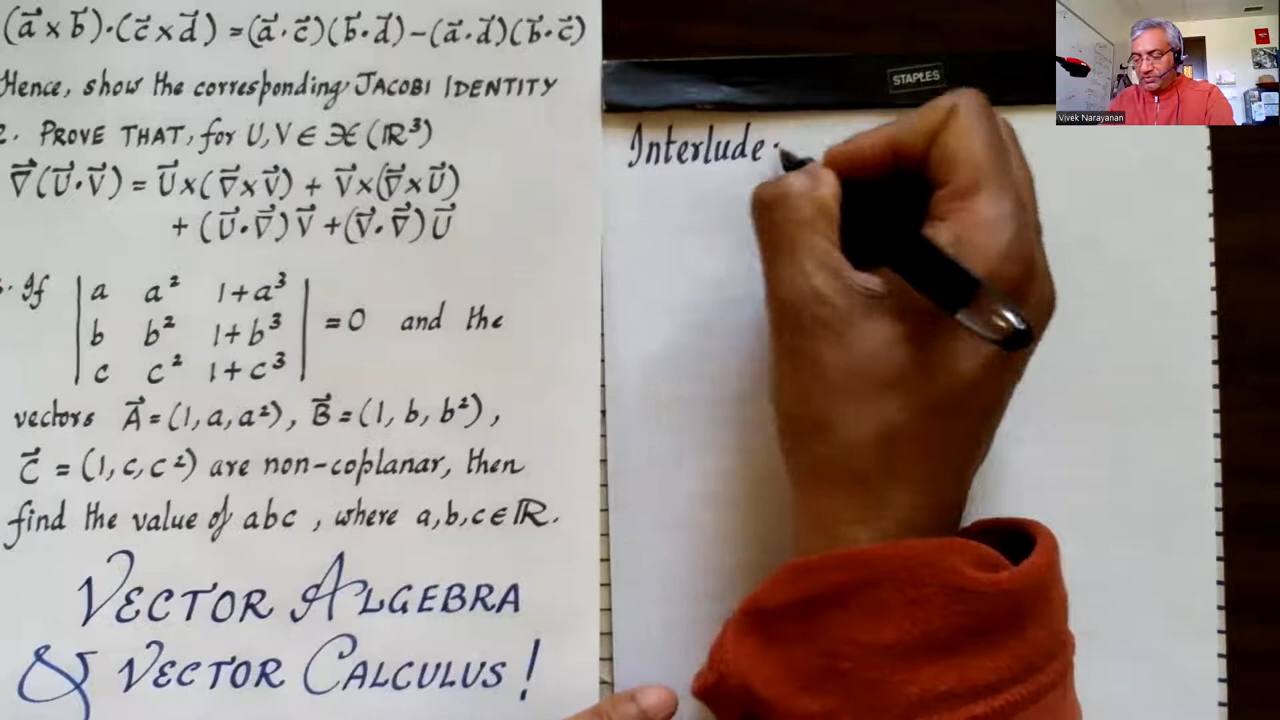 (a⃗ × b⃗)·(c⃗ × d⃗) = (a⃗·c⃗)(b⃗·d⃗) − (a⃗·d⃗)(b⃗·c⃗)
Hence, show the corresponding JACOBI IDENTITY
2. PROVE THAT, for U, V ∈ 𝔛(ℝ³)
∇⃗(U⃗·V⃗) = U⃗×(∇⃗×V⃗) + V⃗×(∇⃗×U⃗)
+ (U⃗·∇⃗)V⃗ + (V⃗·∇⃗)U⃗
If | a a² 1+a³ |
| b b² 1+b³ | = 0 and the
| c c² 1+c³ |
vectors A⃗ = (1, a, a²), B⃗ = (1, b, b²),
C⃗ = (1, c, c²) are non-coplanar, then
find the value of abc, where a, b, c ∈ ℝ.
VECTOR ALGEBRA
& VECTOR CALCULUS!
STAPLES
Interlude:
Vivek Narayanan